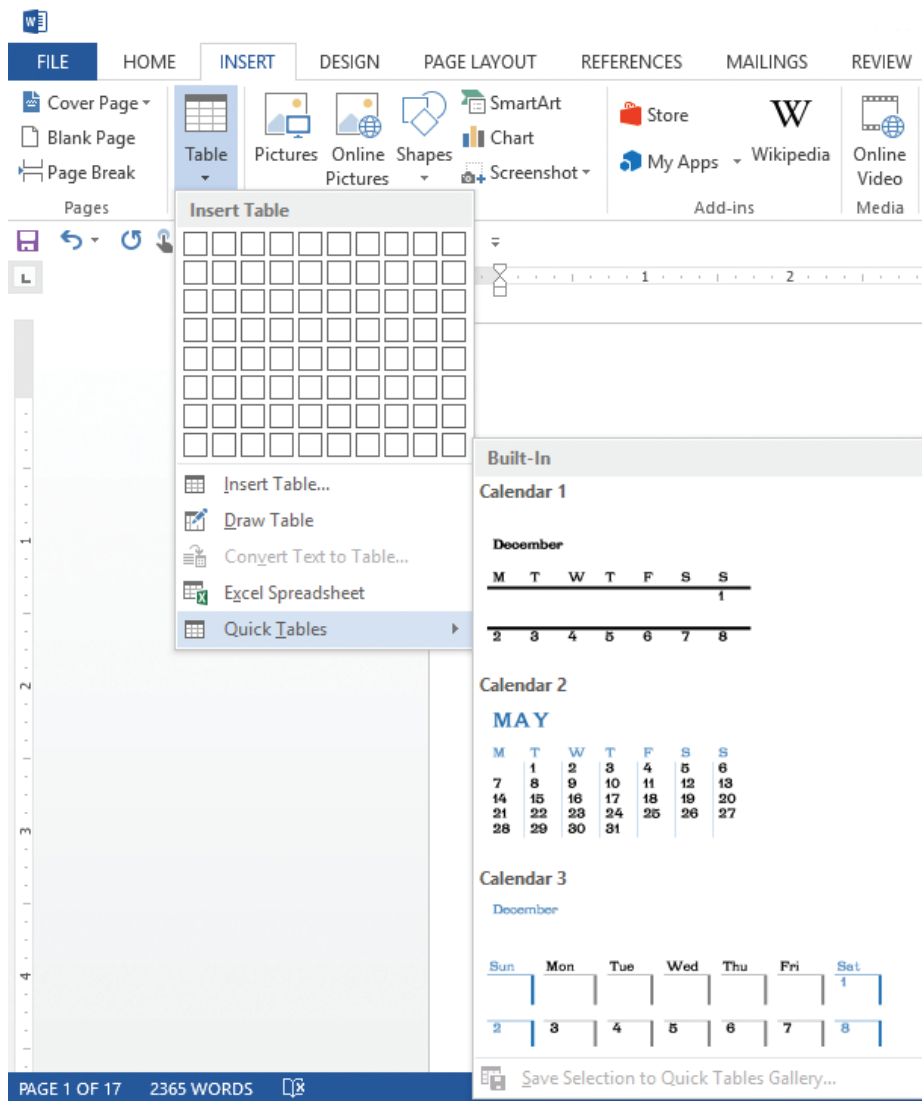 W
FILE HOME INSERT DESIGN PAGE LAYOUT REFERENCES MAILINGS REVIEW
Cover Page
Blank Page
Page Break
Pages
Table
Pictures
Online
Pictures
Shapes
SmartArt
Chart
Screenshot
Store
My Apps
W
Wikipedia
Add-ins
Online
Video
Media
Insert Table
L
1 2
Insert Table...
Draw Table
Convert Text to Table...
Excel Spreadsheet
Quick Tables
1
2
3
4
Built-In
Calendar 1
December
M T W T F S S
1
2 3 4 5 6 7 8
Calendar 2
MAY
M T W T F S S
1 2 3 4 5 6
7 8 9 10 11 12 13
14 15 16 17 18 19 20
21 22 23 24 25 26 27
28 29 30 31
Calendar 3
December
Sun Mon Tue Wed Thu Fri Sat
1
2 3 4 5 6 7 8
Save Selection to Quick Tables Gallery...
PAGE 1 OF 17 2365 WORDS